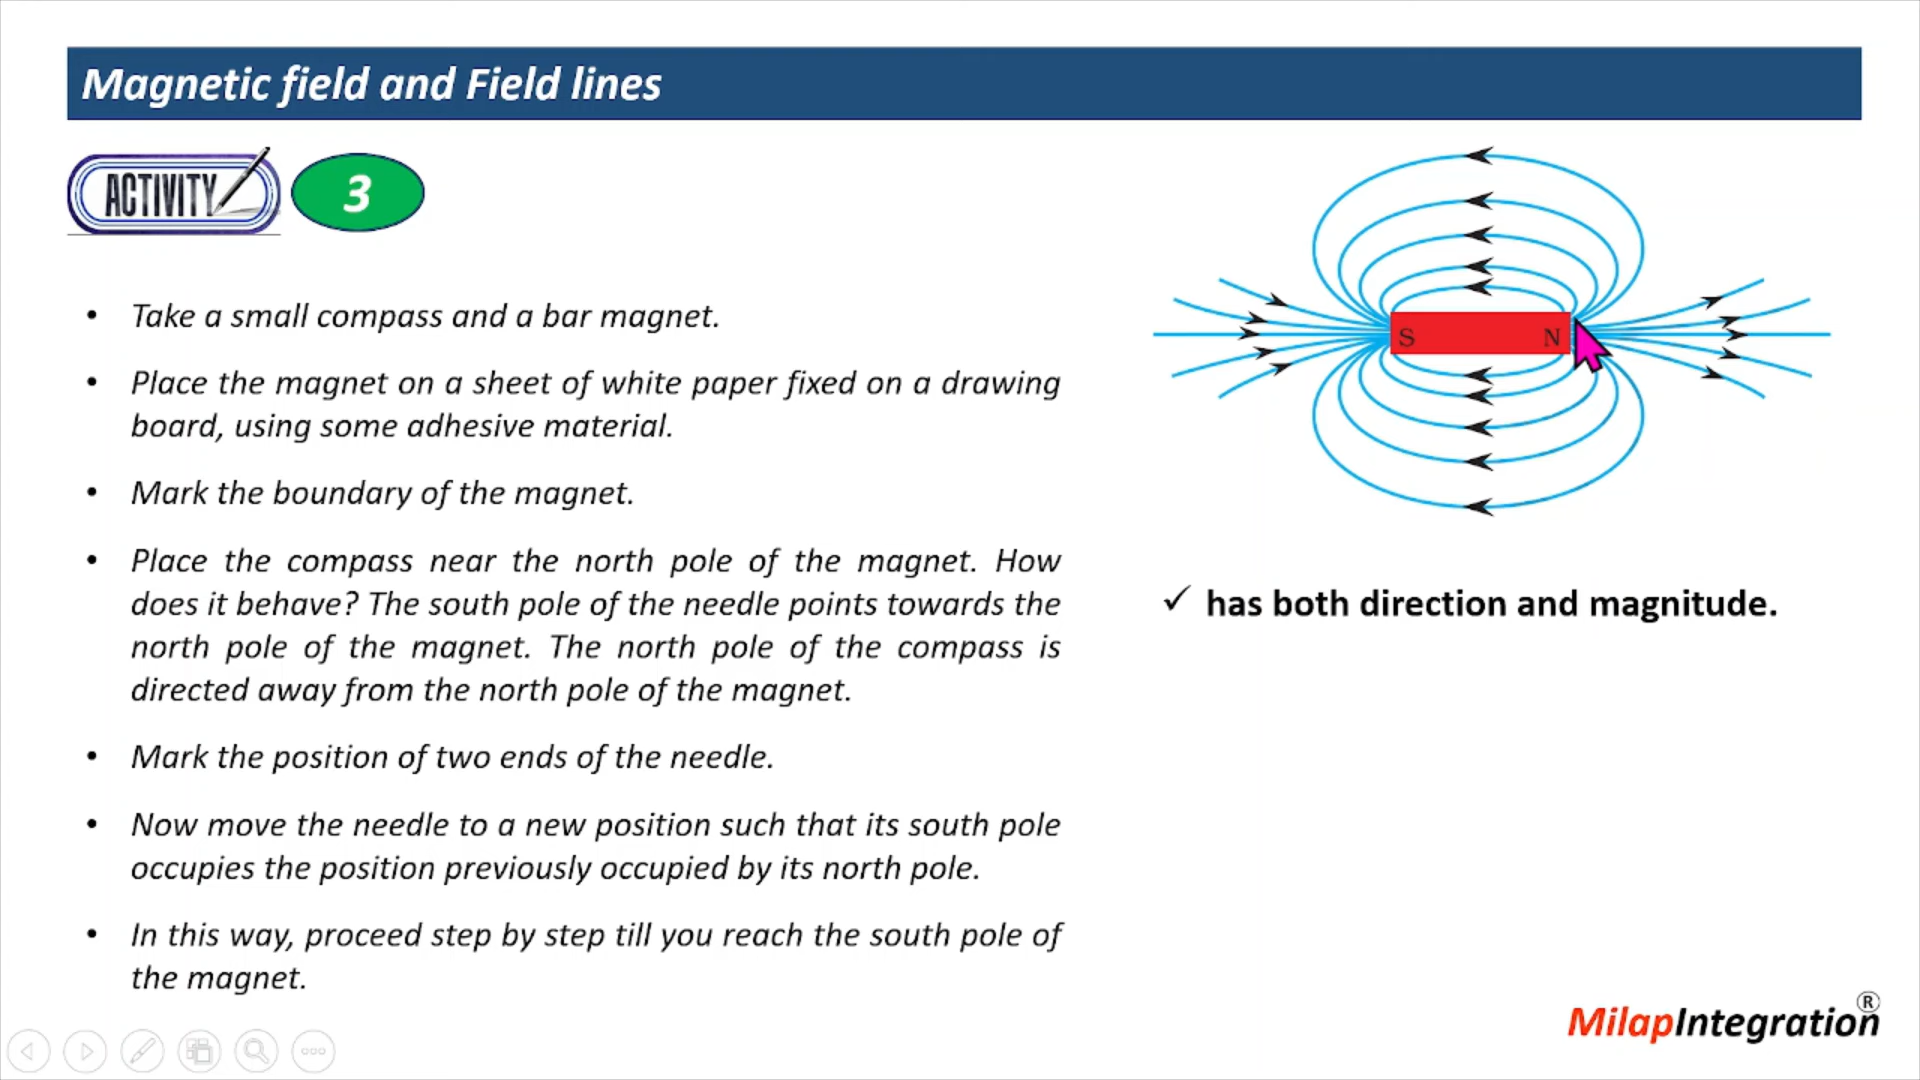 Magnetic field and Field lines
ACTIVITY
3
• Take a small compass and a bar magnet.
• Place the magnet on a sheet of white paper fixed on a drawing
board, using some adhesive material.
• Mark the boundary of the magnet.
• Place the compass near the north pole of the magnet. How
does it behave? The south pole of the needle points towards the
north pole of the magnet. The north pole of the compass is
directed away from the north pole of the magnet.
• Mark the position of two ends of the needle.
• Now move the needle to a new position such that its south pole
occupies the position previously occupied by its north pole.
• In this way, proceed step by step till you reach the south pole of
the magnet.
S N
✓ has both direction and magnitude.
MilapIntegration®